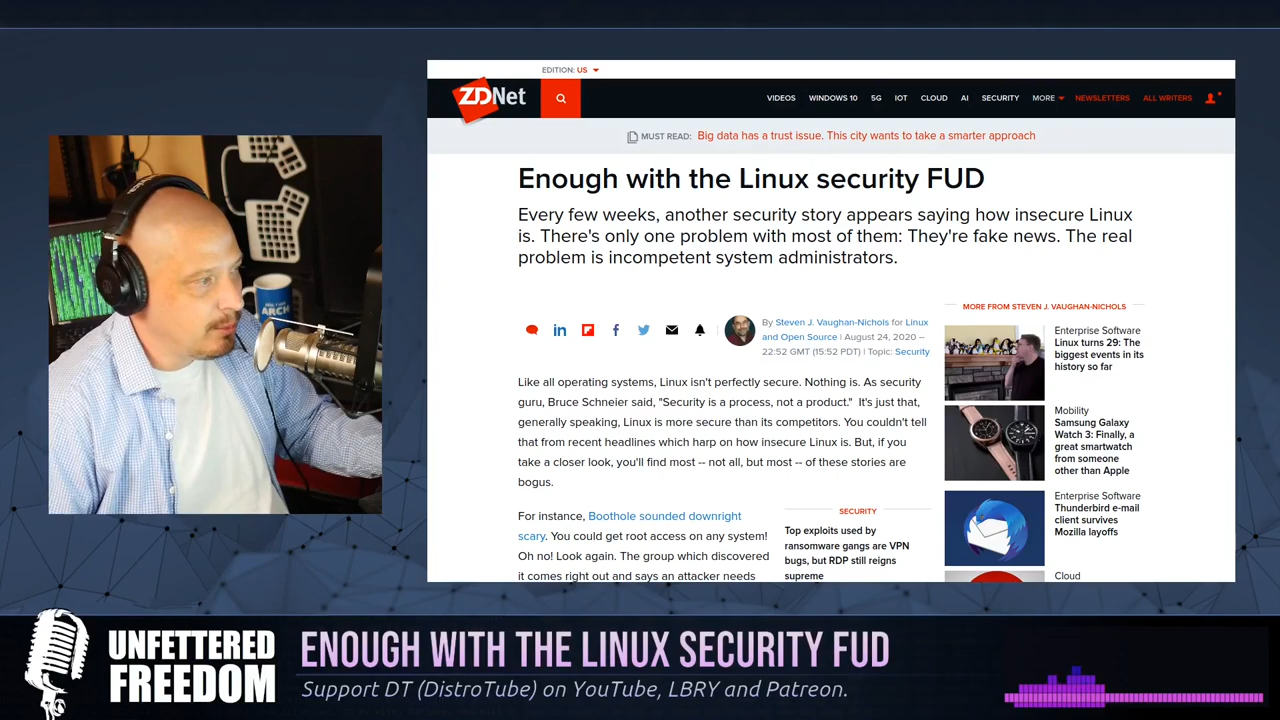 EDITION: US
ZDNet
VIDEOS WINDOWS 10 5G IOT CLOUD AI SECURITY MORE NEWSLETTERS ALL WRITERS
MUST READ: Big data has a trust issue. This city wants to take a smarter approach
Enough with the Linux security FUD
Every few weeks, another security story appears saying how insecure Linux
is. There's only one problem with most of them: They're fake news. The real
problem is incompetent system administrators.
By Steven J. Vaughan-Nichols for Linux
and Open Source | August 24, 2020 --
22:52 GMT (15:52 PDT) | Topic: Security
Like all operating systems, Linux isn't perfectly secure. Nothing is. As security
guru, Bruce Schneier said, "Security is a process, not a product." It's just that,
generally speaking, Linux is more secure than its competitors. You couldn't tell
that from recent headlines which harp on how insecure Linux is. But, if you
take a closer look, you'll find most -- not all, but most -- of these stories are
bogus.
For instance, Boothole sounded downright
scary. You could get root access on any system!
Oh no! Look again. The group which discovered
it comes right out and says an attacker needs
SECURITY
Top exploits used by
ransomware gangs are VPN
bugs, but RDP still reigns
supreme
MORE FROM STEVEN J. VAUGHAN-NICHOLS
Enterprise Software
Linux turns 29: The
biggest events in its
history so far
Mobility
Samsung Galaxy
Watch 3: Finally, a
great smartwatch
from someone
other than Apple
Enterprise Software
Thunderbird e-mail
client survives
Mozilla layoffs
Cloud
ARCH
UNFETTERED
FREEDOM
ENOUGH WITH THE LINUX SECURITY FUD
Support DT (DistroTube) on YouTube, LBRY and Patreon.